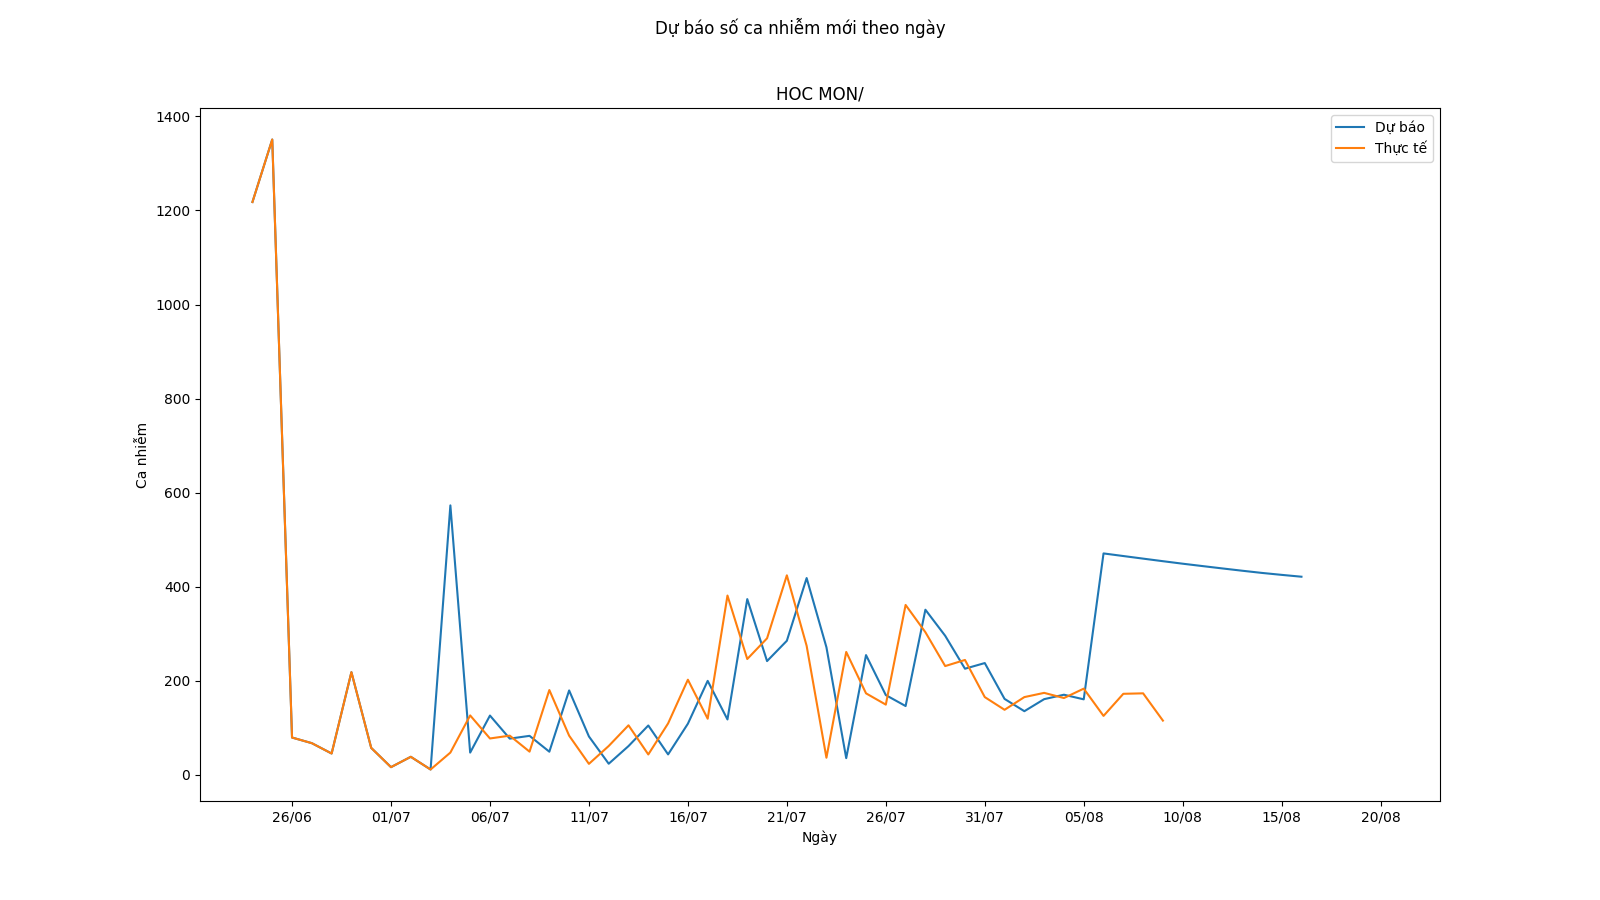 Dự báo số ca nhiễm mới theo ngày
HOC MON/
1400
1200
1000
800
600
400
200
0
Ca nhiễm
Dự báo
Thực tế
26/06 01/07 06/07 11/07 16/07 21/07 26/07 31/07 05/08 10/08 15/08 20/08
Ngày